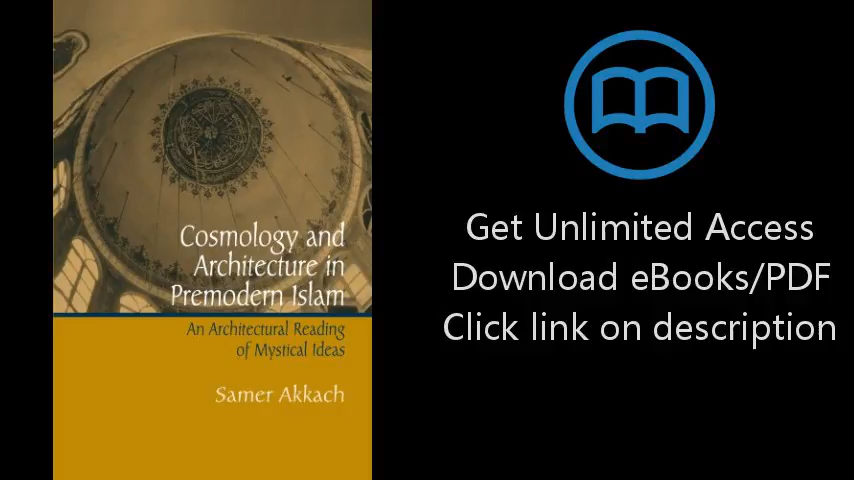 Cosmology and
Architecture in
Premodern Islam
An Architectural Reading
of Mystical Ideas
Samer Akkach
Get Unlimited Access
Download eBooks/PDF
Click link on description